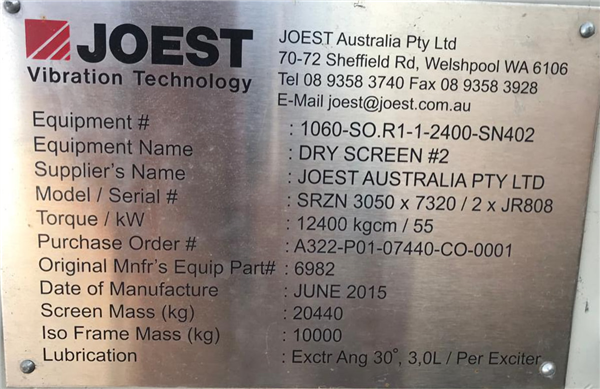 JOEST
Vibration Technology
JOEST Australia Pty Ltd
70-72 Sheffield Rd, Welshpool WA 6106
Tel 08 9358 3740 Fax 08 9358 3928
E-Mail joest@joest.com.au
Equipment # : 1060-SO.R1-1-2400-SN402
Equipment Name : DRY SCREEN #2
Supplier's Name : JOEST AUSTRALIA PTY LTD
Model / Serial # : SRZN 3050 x 7320 / 2 x JR808
Torque / kW : 12400 kgcm / 55
Purchase Order # : A322-P01-07440-CO-0001
Original Mnfr's Equip Part# : 6982
Date of Manufacture : JUNE 2015
Screen Mass (kg) : 20440
Iso Frame Mass (kg) : 10000
Lubrication : Exctr Ang 30°, 3,0L / Per Exciter